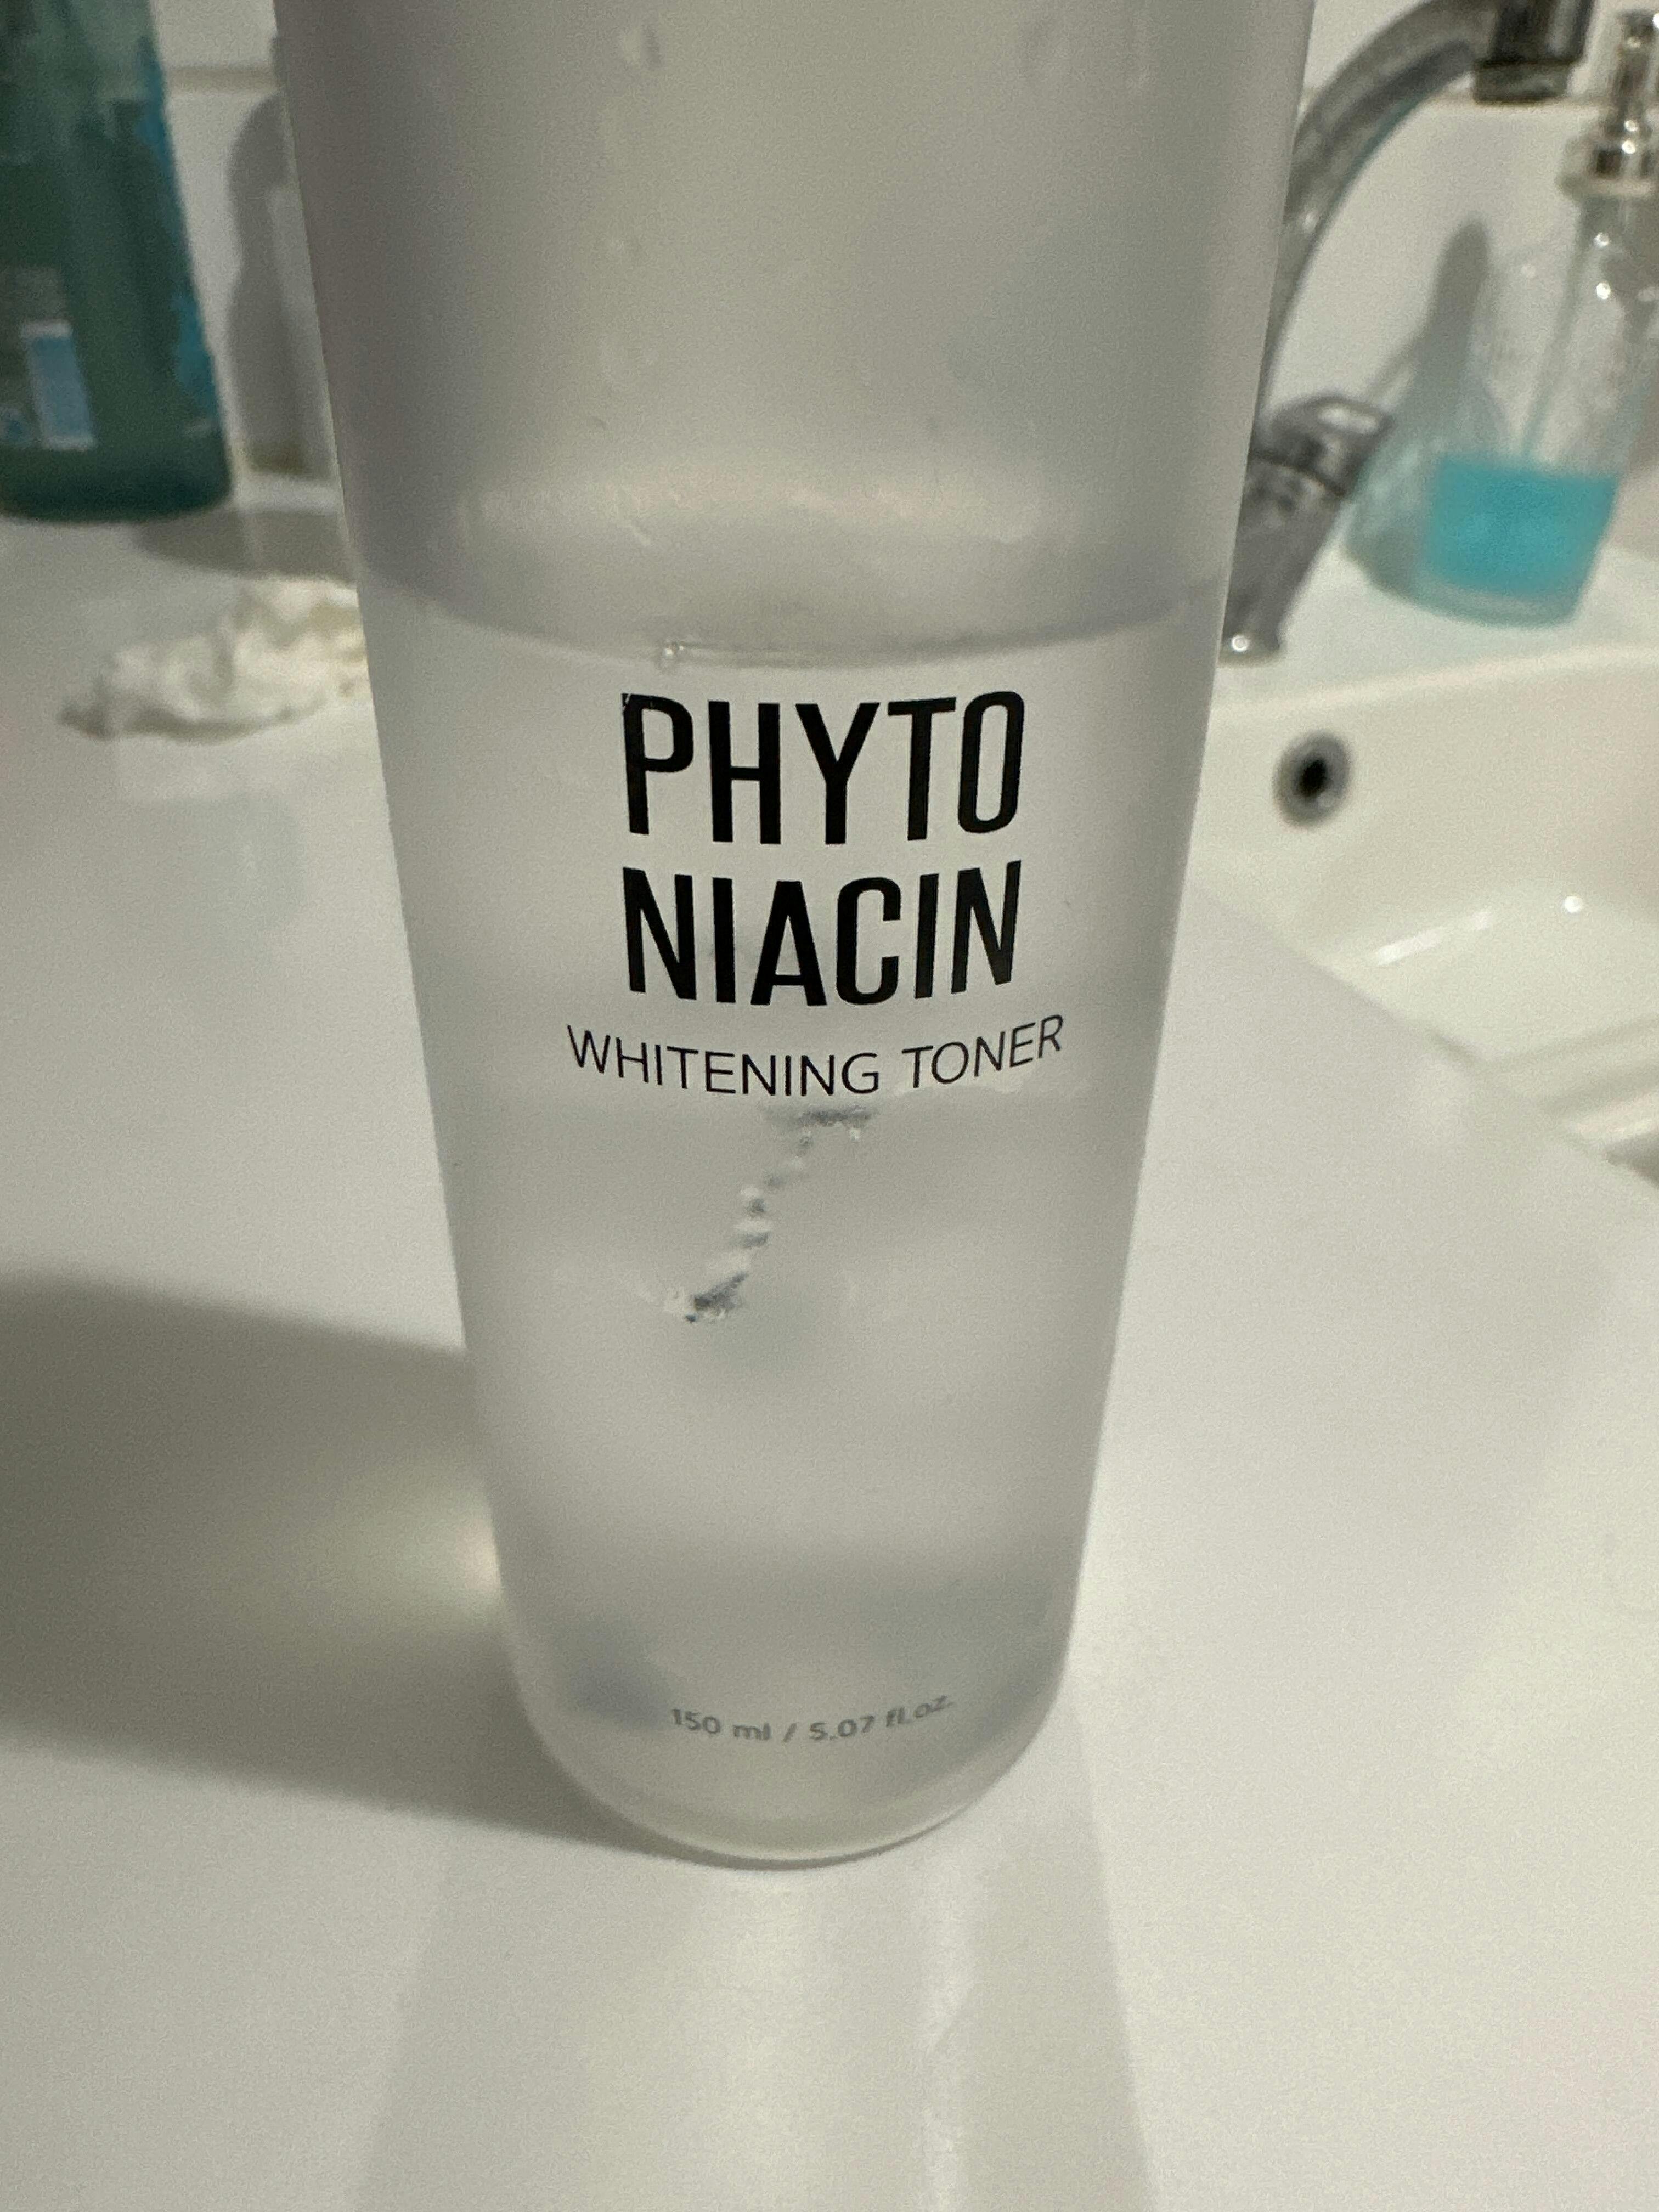 PHYTO
NIACIN
WHITENING TONER
150 ml / 5.07 fl.oz.